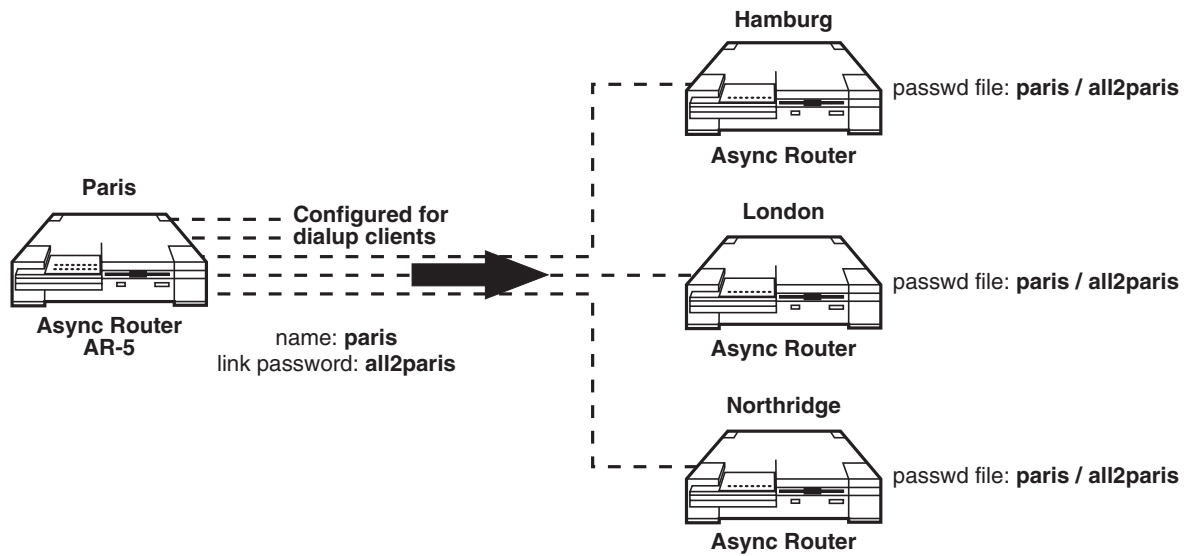 Paris
Async Router
AR-5
Configured for
dialup clients
name: paris
link password: all2paris
Hamburg
passwd file: paris / all2paris
Async Router
London
passwd file: paris / all2paris
Async Router
Northridge
passwd file: paris / all2paris
Async Router